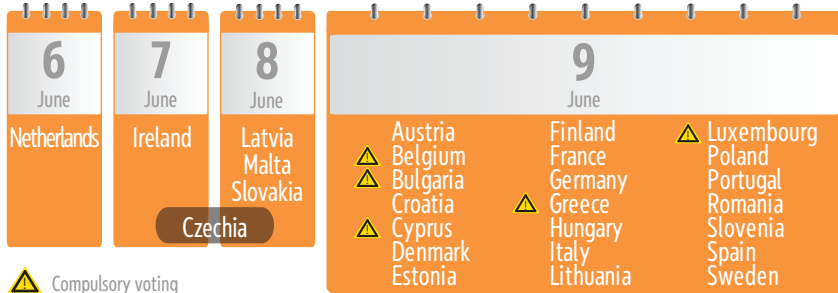 6
June
Netherlands
7
June
Ireland
8
June
Latvia
Malta
Slovakia
Czechia
9
June
Austria
Belgium
Bulgaria
Croatia
Cyprus
Denmark
Estonia
Finland
France
Germany
Greece
Hungary
Italy
Lithuania
Luxembourg
Poland
Portugal
Romania
Slovenia
Spain
Sweden
Compulsory voting